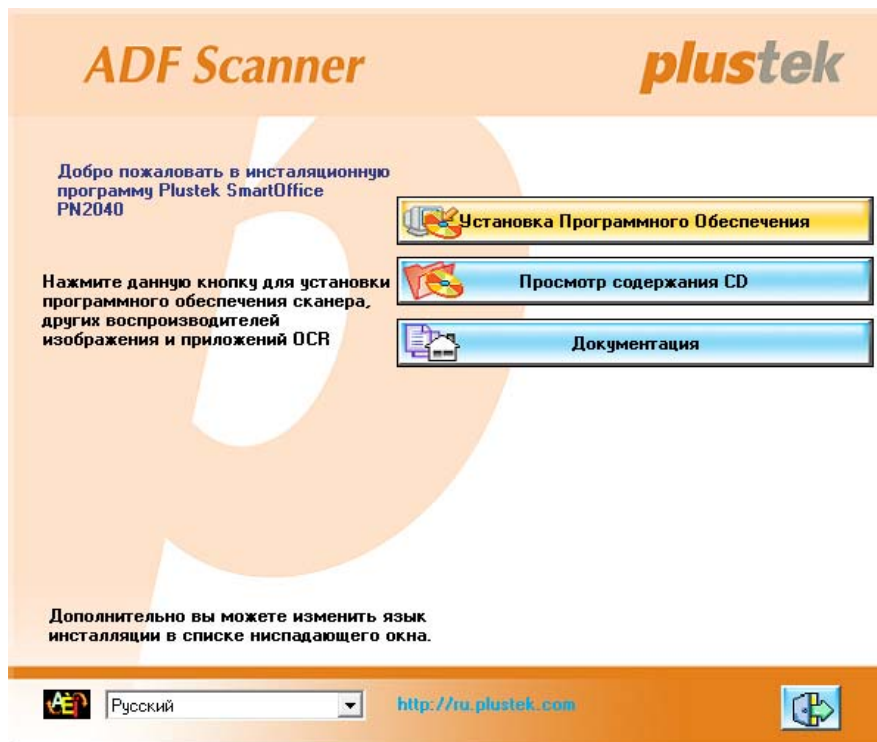 ADF Scanner
plustek
Добро пожаловать в инсталяционную
программу Plustek SmartOffice
PN2040
Установка Программного Обеспечения
Нажмите данную кнопку для установки
программного обеспечения сканера,
других воспроизводителей
изображения и приложений OCR
Просмотр содержания CD
Документация
Дополнительно вы можете изменить язык
инсталляции в списке ниспадающего окна.
Русский
http://ru.plustek.com